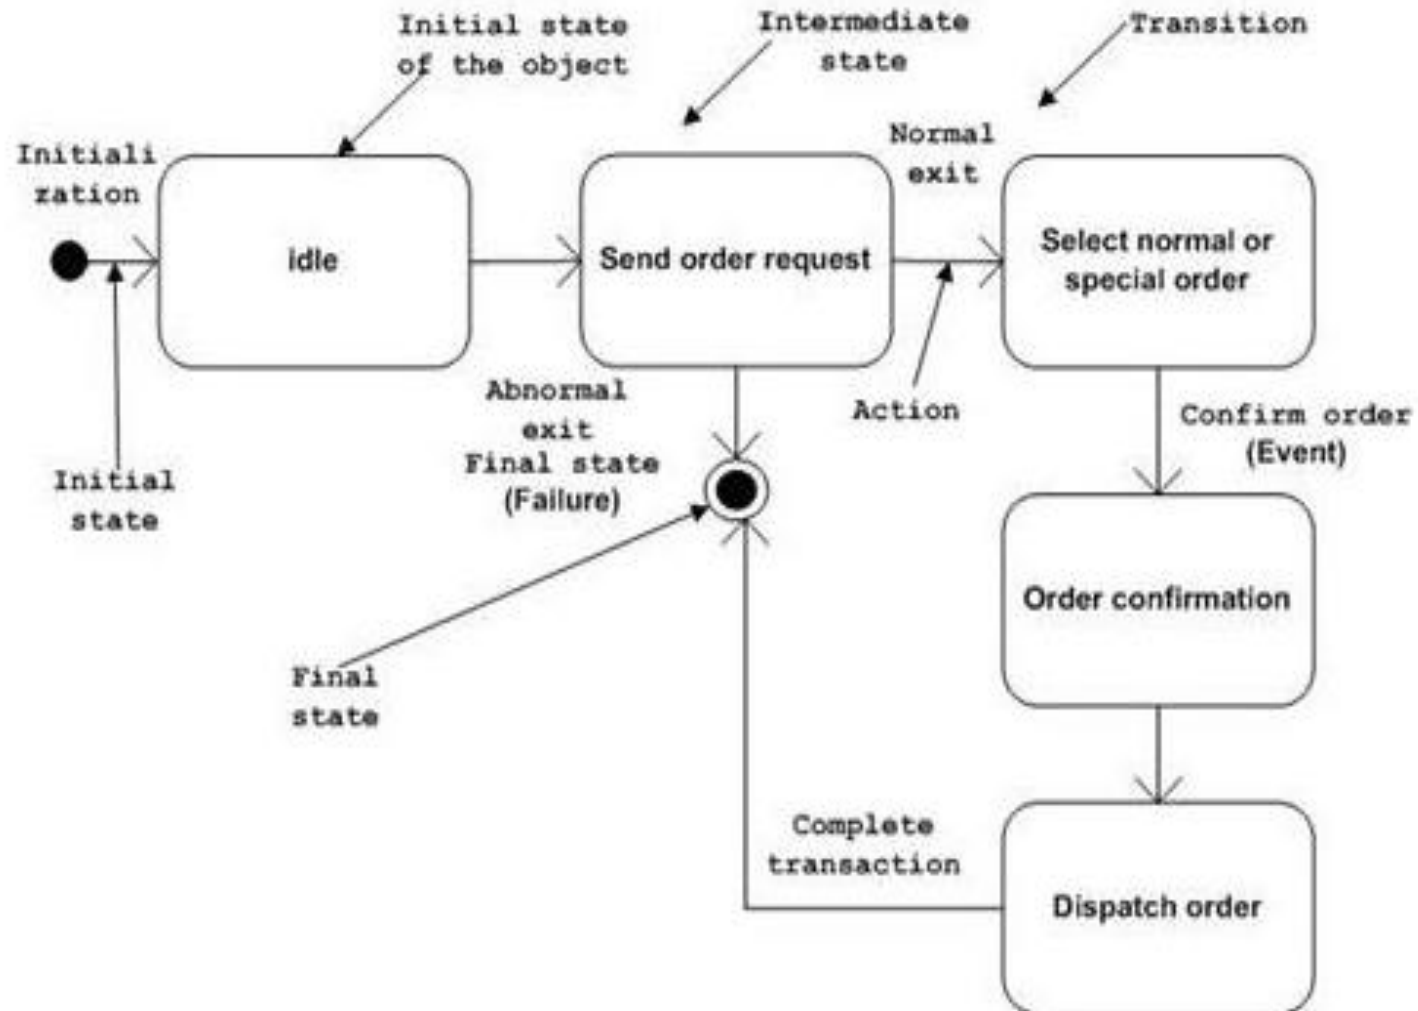 Initial state
of the object
Intermediate
state
Transition
Initiali
zation
Normal
exit
idle
Send order request
Select normal or
special order
Abnormal
exit
Final state
(Failure)
Action
Confirm order
(Event)
Initial
state
Order confirmation
Final
state
Complete
transaction
Dispatch order